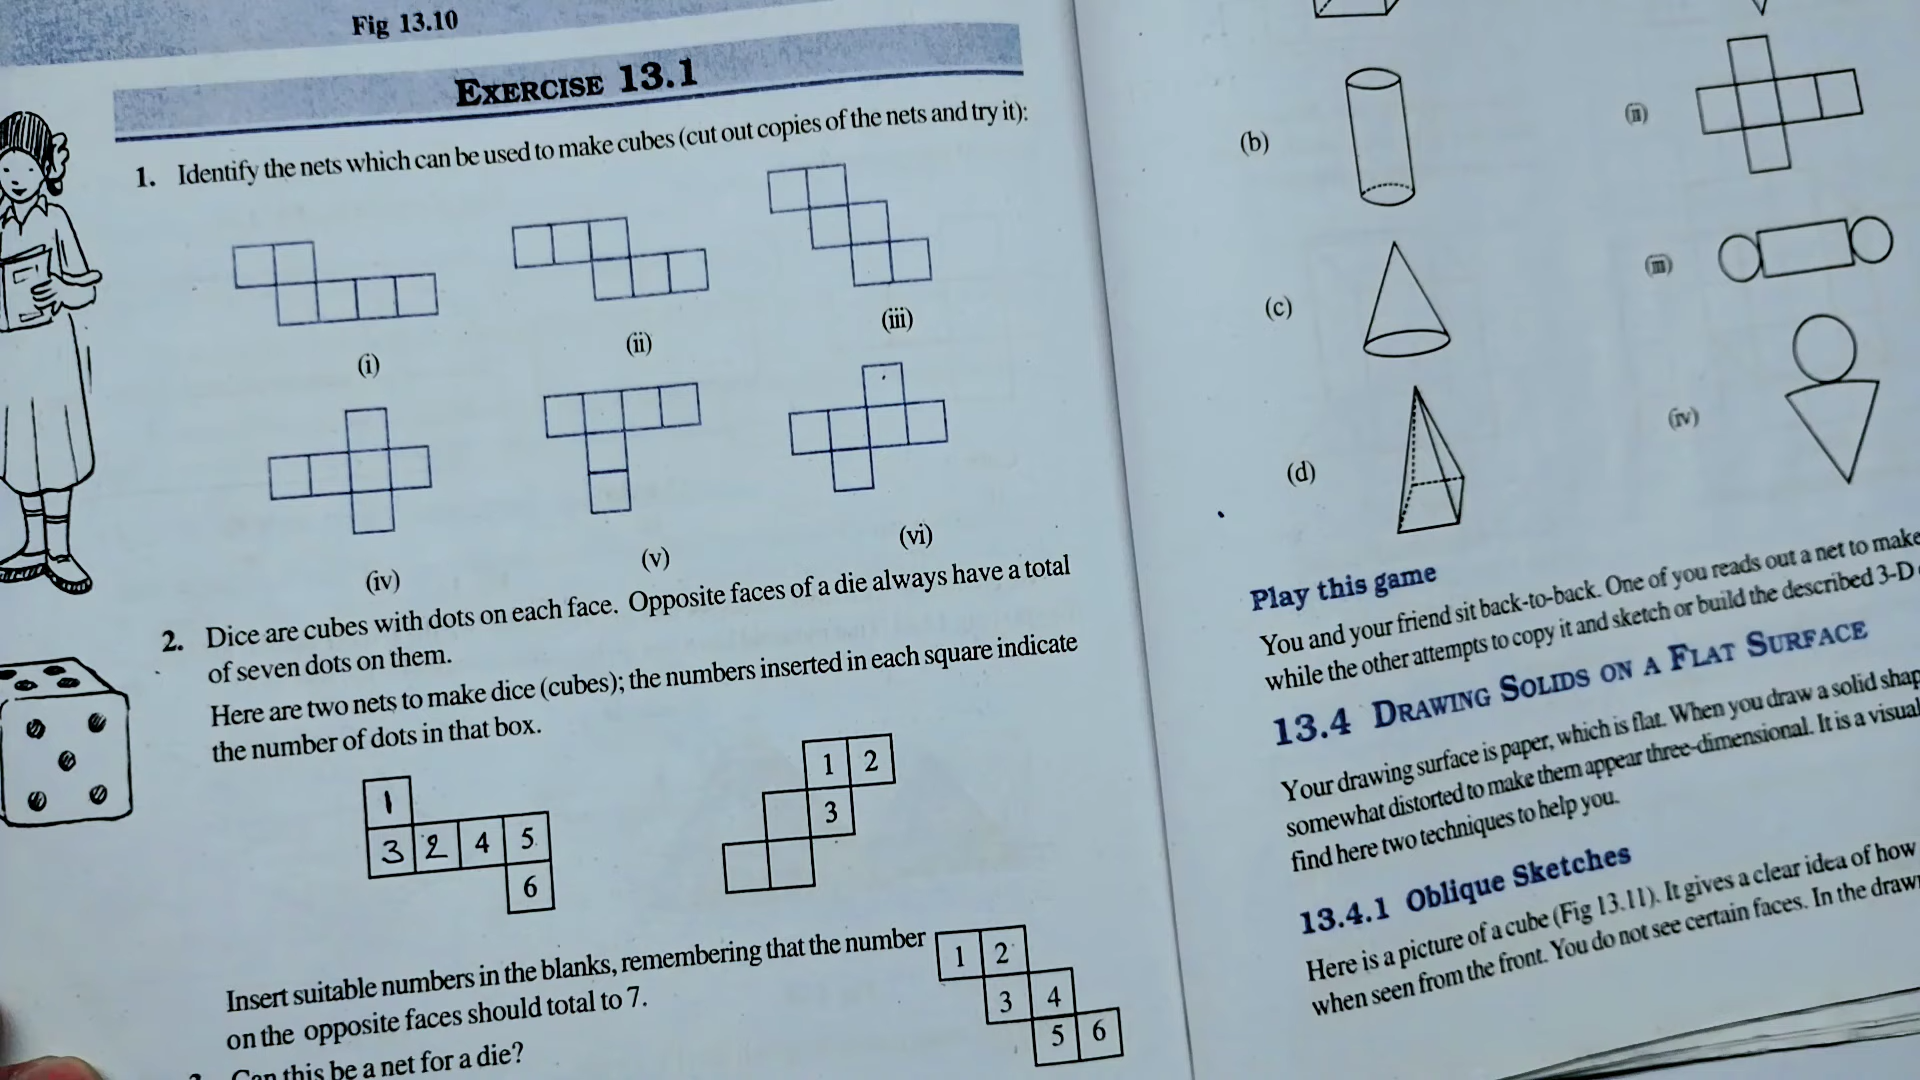 Fig 13.10
EXERCISE 13.1
1. Identify the nets which can be used to make cubes (cut out copies of the nets and try it):
(i)
(ii)
(iii)
(iv)
(v)
(vi)
2. Dice are cubes with dots on each face. Opposite faces of a die always have a total
of seven dots on them.
Here are two nets to make dice (cubes); the numbers inserted in each square indicate
the number of dots in that box.
1
3 2 4 5
6
1 2
3
Insert suitable numbers in the blanks, remembering that the number
on the opposite faces should total to 7.
Can this be a net for a die?
1 2
3 4
5 6
(b)
(ii)
(c)
(iii)
(d)
(iv)
Play this game
You and your friend sit back-to-back. One of you reads out a net to make
while the other attempts to copy it and sketch or build the described 3-D
13.4 DRAWING SOLIDS ON A FLAT SURFACE
Your drawing surface is paper, which is flat. When you draw a solid
somewhat distorted to make them appear three-dimensional. It is a visual
find here two techniques to help you.
13.4.1 Oblique Sketches
Here is a picture of a cube (Fig 13.11). It gives a clear idea of how
when seen from the front. You do not see certain faces. In the